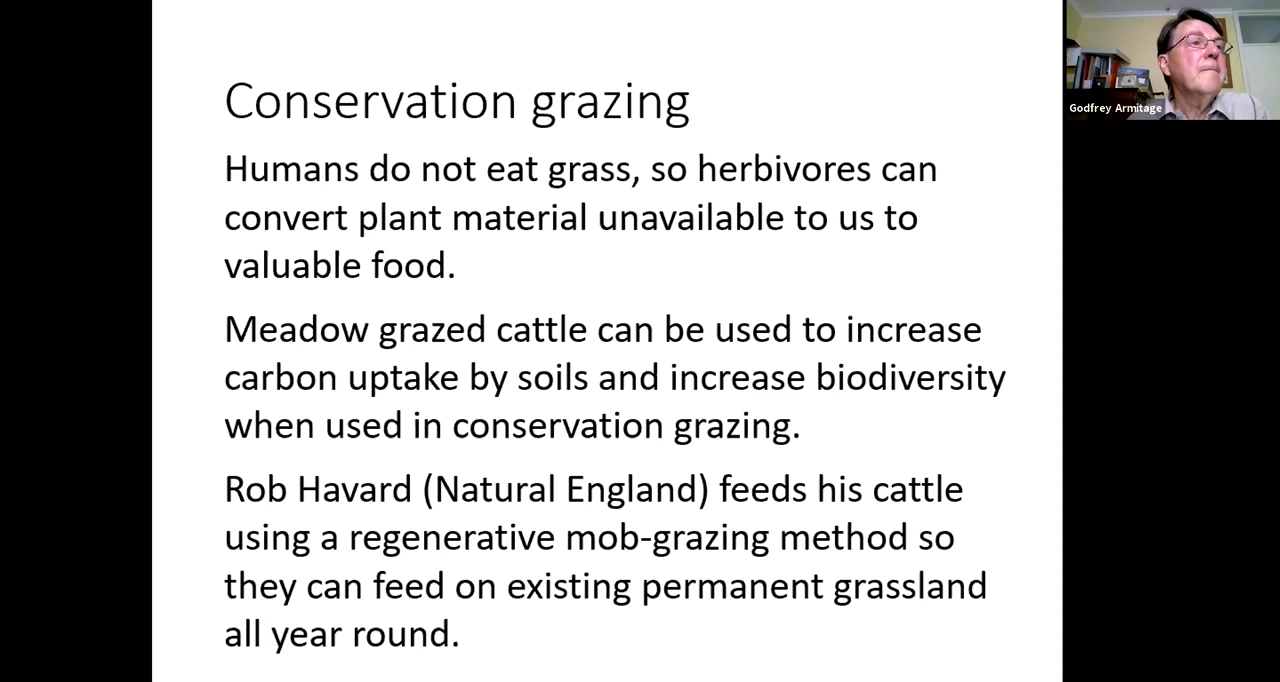 Conservation grazing
Humans do not eat grass, so herbivores can
convert plant material unavailable to us to
valuable food.
Meadow grazed cattle can be used to increase
carbon uptake by soils and increase biodiversity
when used in conservation grazing.
Rob Havard (Natural England) feeds his cattle
using a regenerative mob-grazing method so
they can feed on existing permanent grassland
all year round.
Godfrey Armitage